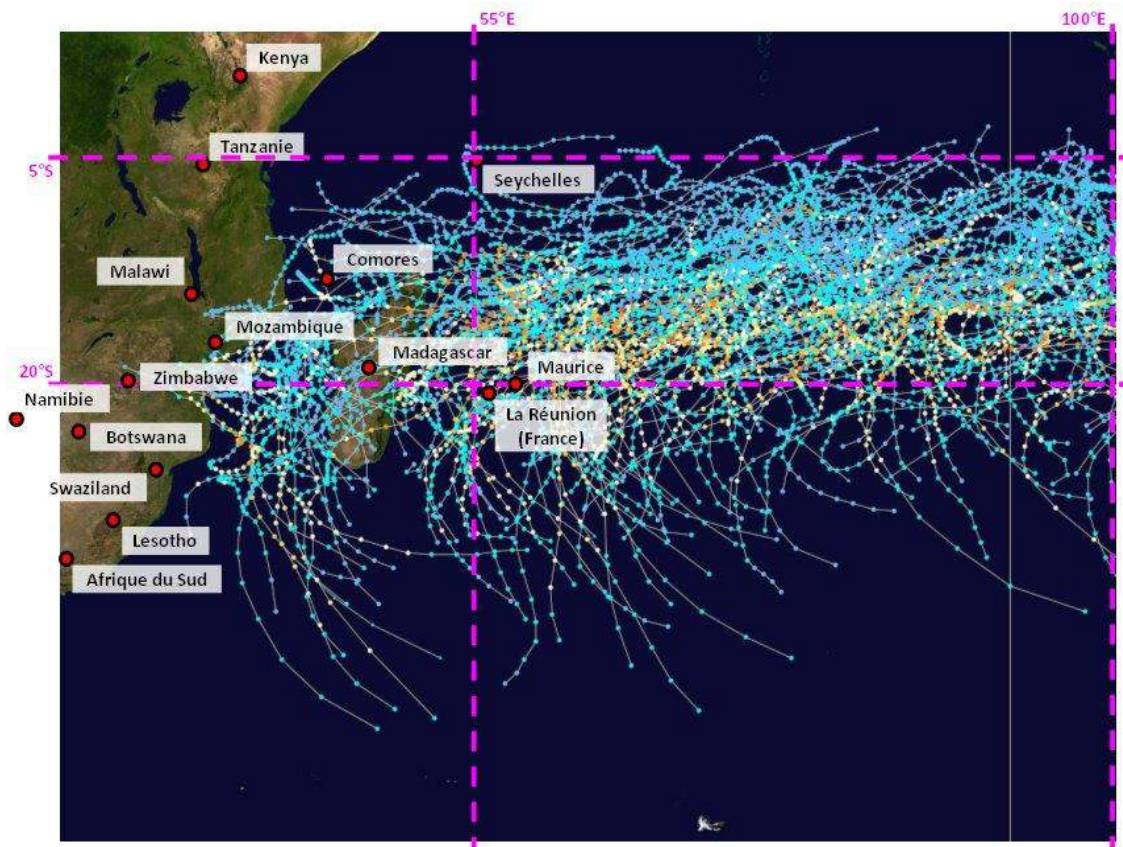 55°E
100°E
Kenya
Tanzanie
5°S
Seychelles
Comores
Malawi
Mozambique
Madagascar
Maurice
20°S
Zimbabwe
Namibie
La Réunion
(France)
Botswana
Swaziland
Lesotho
Afrique du Sud